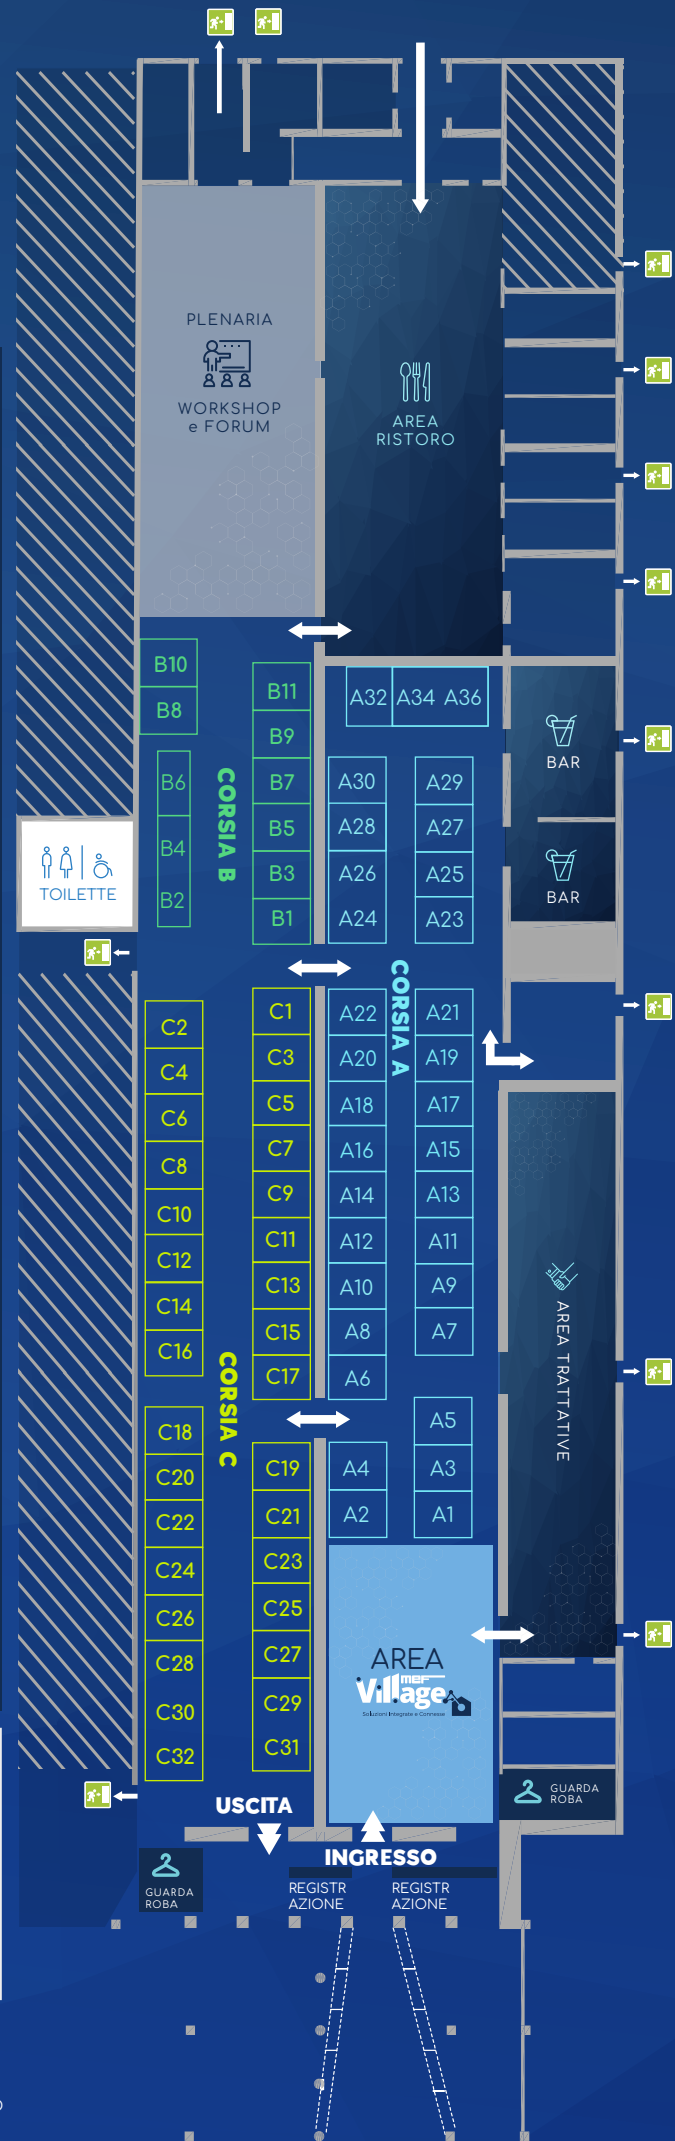 PLENARIA
WORKSHOP
e FORUM
AREA
RISTORO
B10
B8
B6
B4
B2
CORSIA B
B11
B9
B7
B5
B3
B1
A32
A34
A36
A30
A28
A26
A24
A29
A27
A25
A23
BAR
BAR
TOILETTE
C2
C4
C6
C8
C10
C12
C14
C16
C18
C20
C22
C24
C26
C28
C30
C32
CORSIA C
C1
C3
C5
C7
C9
C11
C13
C15
C17
C19
C21
C23
C25
C27
C29
C31
A22
A20
A18
A16
A14
A12
A10
A8
A6
A4
A2
CORSIA A
A21
A19
A17
A15
A13
A11
A9
A7
A5
A3
A1
AREA TRATTATIVE
AREA
MEF
Village
Soluzioni Integrate e Connesse
GUARDA
ROBA
USCITA
INGRESSO
GUARDA
ROBA
REGISTR
AZIONE
REGISTR
AZIONE